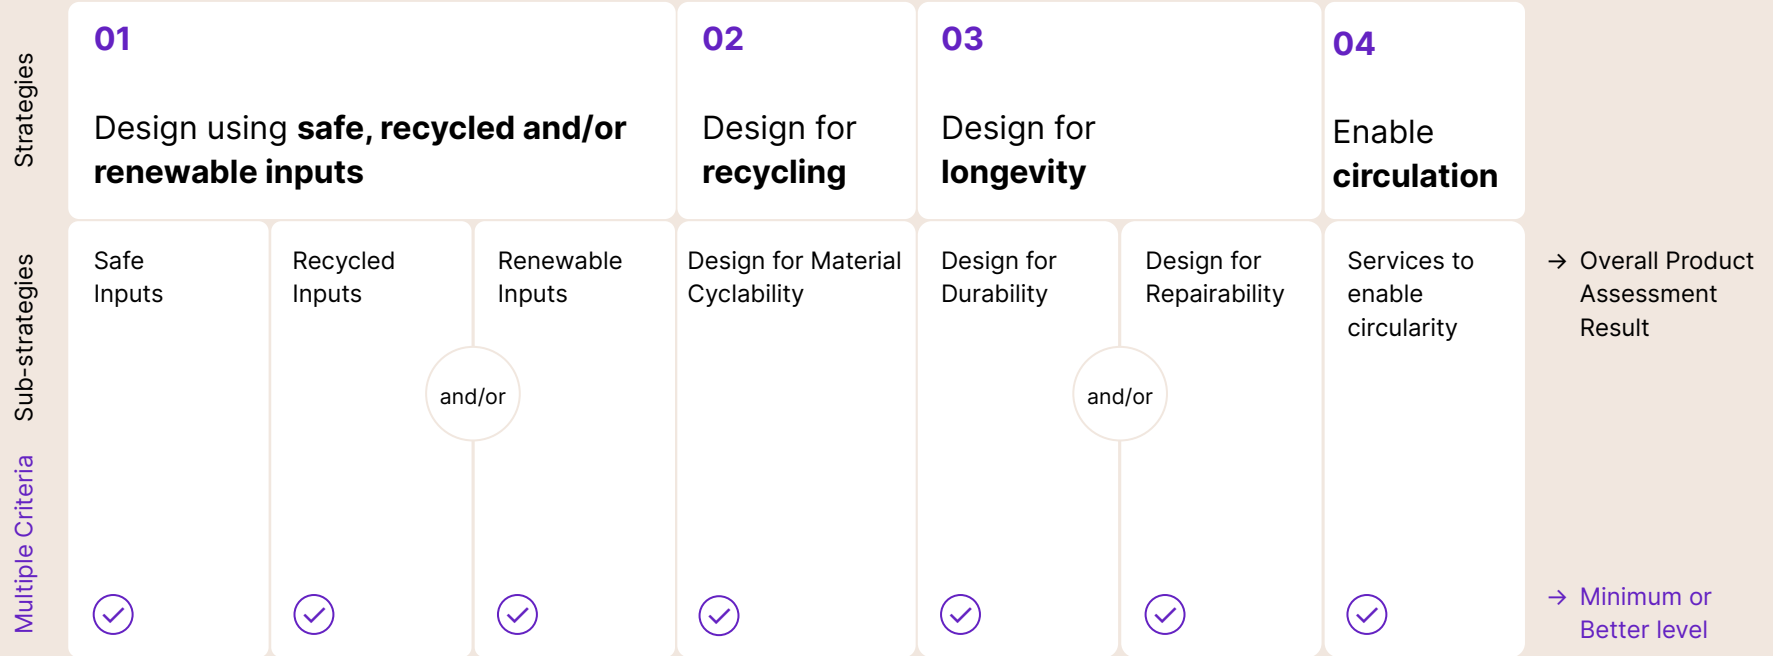 Strategies
01
Design using safe, recycled and/or
renewable inputs
02
Design for
recycling
03
Design for
longevity
04
Enable
circulation
Sub-strategies
Safe
Inputs
Recycled
Inputs
and/or
Renewable
Inputs
Design for Material
Cyclability
Design for
Durability
and/or
Design for
Repairability
Services to
enable
circularity
→ Overall Product
Assessment
Result
Multiple Criteria
→ Minimum or
Better level